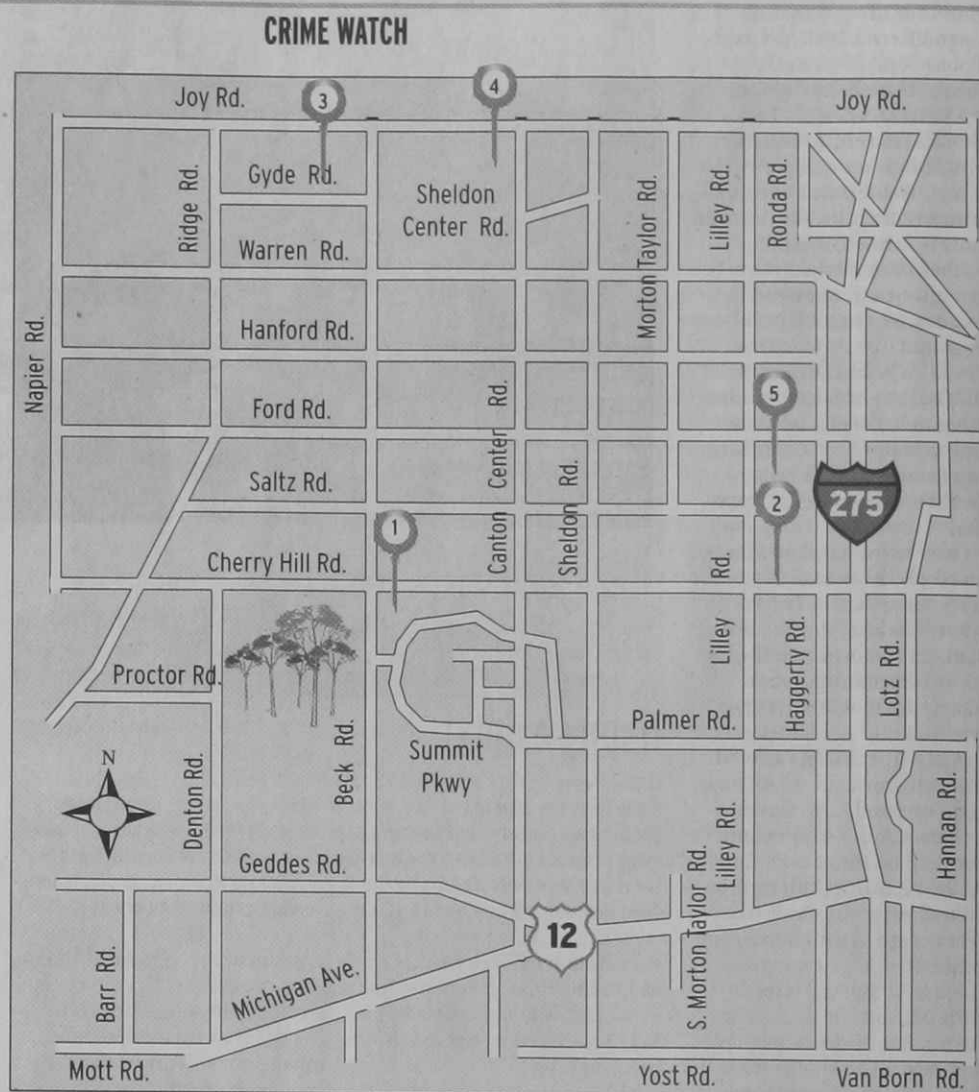 CRIME WATCH
3
4
Joy Rd.
Joy Rd.
Gyde Rd.
Ridge Rd.
Sheldon
Center Rd.
Morton Taylor Rd.
Lilley Rd.
Ronda Rd.
Warren Rd.
Hanford Rd.
Napier Rd.
Ford Rd.
5
Canton Center Rd.
Sheldon Rd.
Saltz Rd.
2
275
1
Cherry Hill Rd.
Lilley Rd.
Haggerty Rd.
Lotz Rd.
Proctor Rd.
Palmer Rd.
Beck Rd.
Summit
Pkwy
N
Denton Rd.
Hannan Rd.
Geddes Rd.
Lilley Rd.
S. Morton Taylor Rd.
12
Barr Rd.
Michigan Ave.
Mott Rd.
Yost Rd.
Van Born Rd